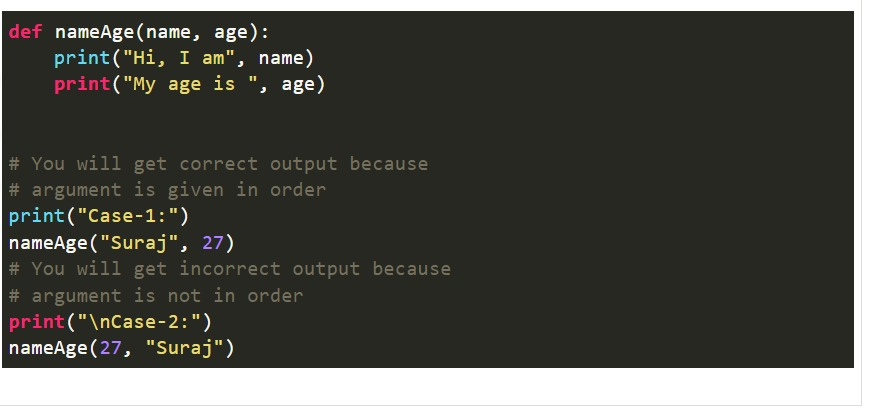 def nameAge(name, age):
    print("Hi, I am", name)
    print("My age is ", age)
# You will get correct output because
# argument is given in order
print("Case-1:")
nameAge("Suraj", 27)
# You will get incorrect output because
# argument is not in order
print("\nCase-2:")
nameAge(27, "Suraj")